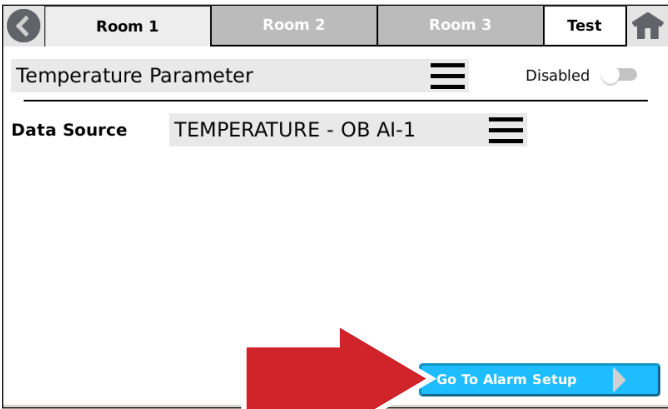 Room 1 Room 2 Room 3 Test
Temperature Parameter Disabled
Data Source TEMPERATURE - OB AI-1
Go To Alarm Setup